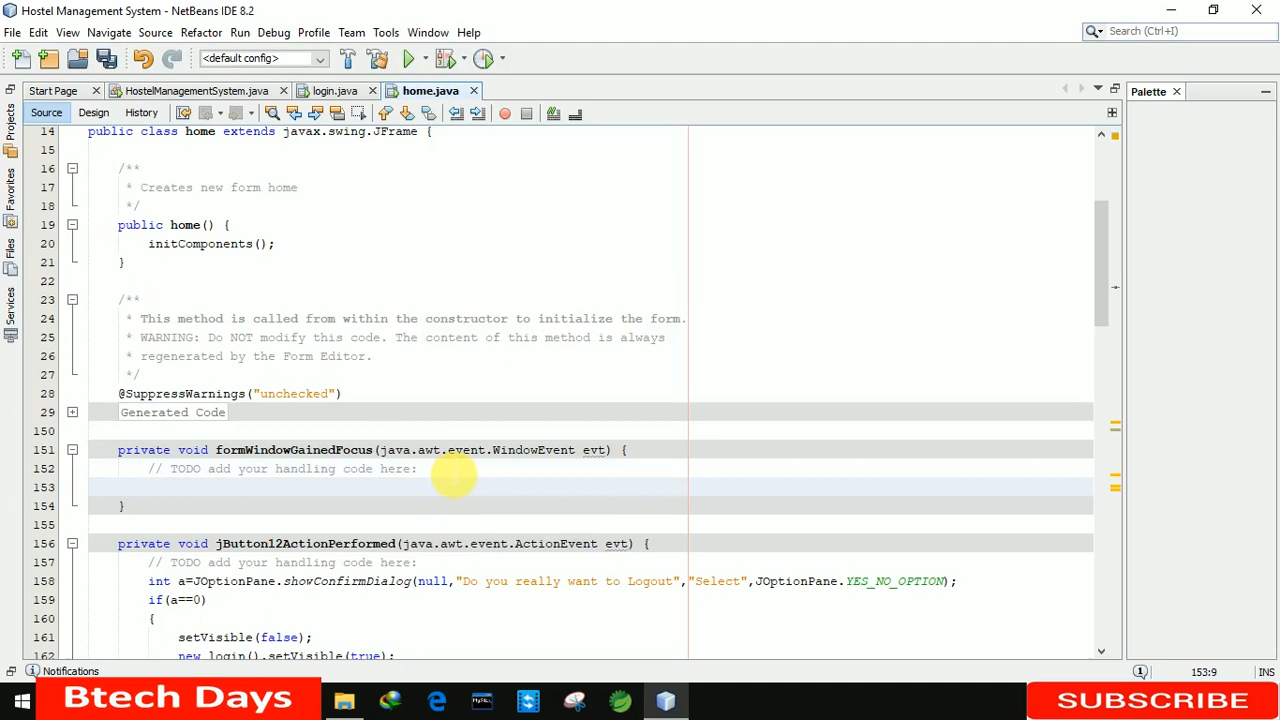 Hostel Management System - NetBeans IDE 8.2
File Edit View Navigate Source Refactor Run Debug Profile Team Tools Window Help
Search (Ctrl+I)
<default config>
Start Page HostelManagementSystem.java login.java home.java
Palette
Source Design History
Projects
Favorites
Files
Services
14 public class home extends javax.swing.JFrame {
15
16 /**
17 * Creates new form home
18 */
19 public home() {
20 initComponents();
21 }
22
23 /**
24 * This method is called from within the constructor to initialize the form.
25 * WARNING: Do NOT modify this code. The content of this method is always
26 * regenerated by the Form Editor.
27 */
28 @SuppressWarnings("unchecked")
29 Generated Code
150
151 private void formWindowGainedFocus(java.awt.event.WindowEvent evt) {
152 // TODO add your handling code here:
153
154 }
155
156 private void jButton12ActionPerformed(java.awt.event.ActionEvent evt) {
157 // TODO add your handling code here:
158 int a=JOptionPane.showConfirmDialog(null,"Do you really want to Logout","Select",JOptionPane.YES_NO_OPTION);
159 if(a==0)
160 {
161 setVisible(false);
162 new login().setVisible(true);
Notifications
153:9 INS
Btech Days
SUBSCRIBE